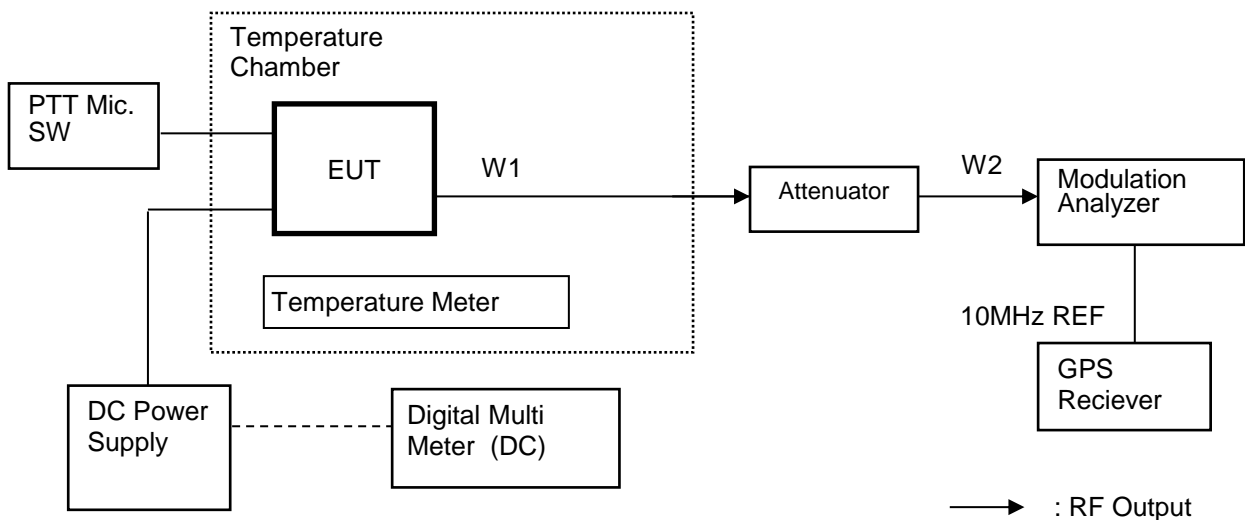 Temperature
Chamber
PTT Mic.
SW
EUT
W1
Attenuator
W2
Modulation
Analyzer
Temperature Meter
10MHz REF
GPS
Reciever
DC Power
Supply
Digital Multi
Meter (DC)
: RF Output